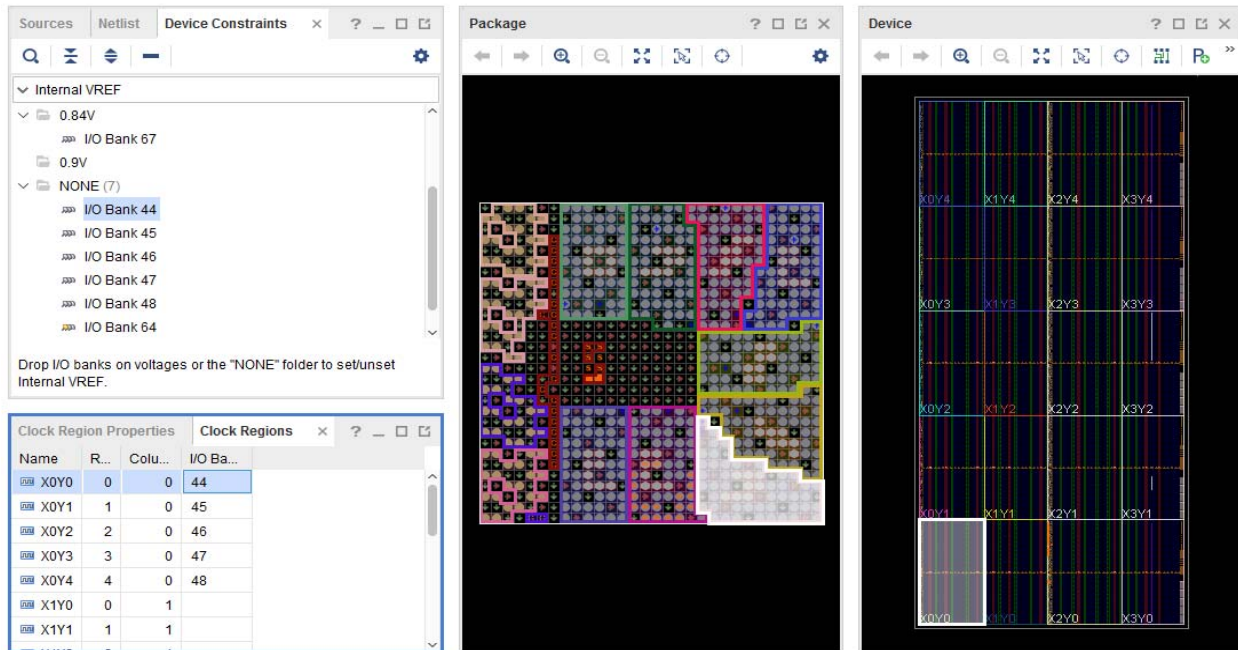 Sources Netlist Device Constraints × ? _
Internal VREF
0.84V
I/O Bank 67
0.9V
NONE (7)
I/O Bank 44
I/O Bank 45
I/O Bank 46
I/O Bank 47
I/O Bank 48
I/O Bank 64
Drop I/O banks on voltages or the "NONE" folder to set/unset
Internal VREF.
Clock Region Properties Clock Regions × ? _
Name R... Colu... I/O Ba...
X0Y0 0 0 44
X0Y1 1 0 45
X0Y2 2 0 46
X0Y3 3 0 47
X0Y4 4 0 48
X1Y0 0 1
X1Y1 1 1
Package ? ×
Device ? ×
»
X0Y4 X1Y4 X2Y4 X3Y4
X0Y3 X1Y3 X2Y3 X3Y3
X0Y2 X1Y2 X2Y2 X3Y2
X0Y1 X1Y1 X2Y1 X3Y1
X0Y0 X1Y0 X2Y0 X3Y0